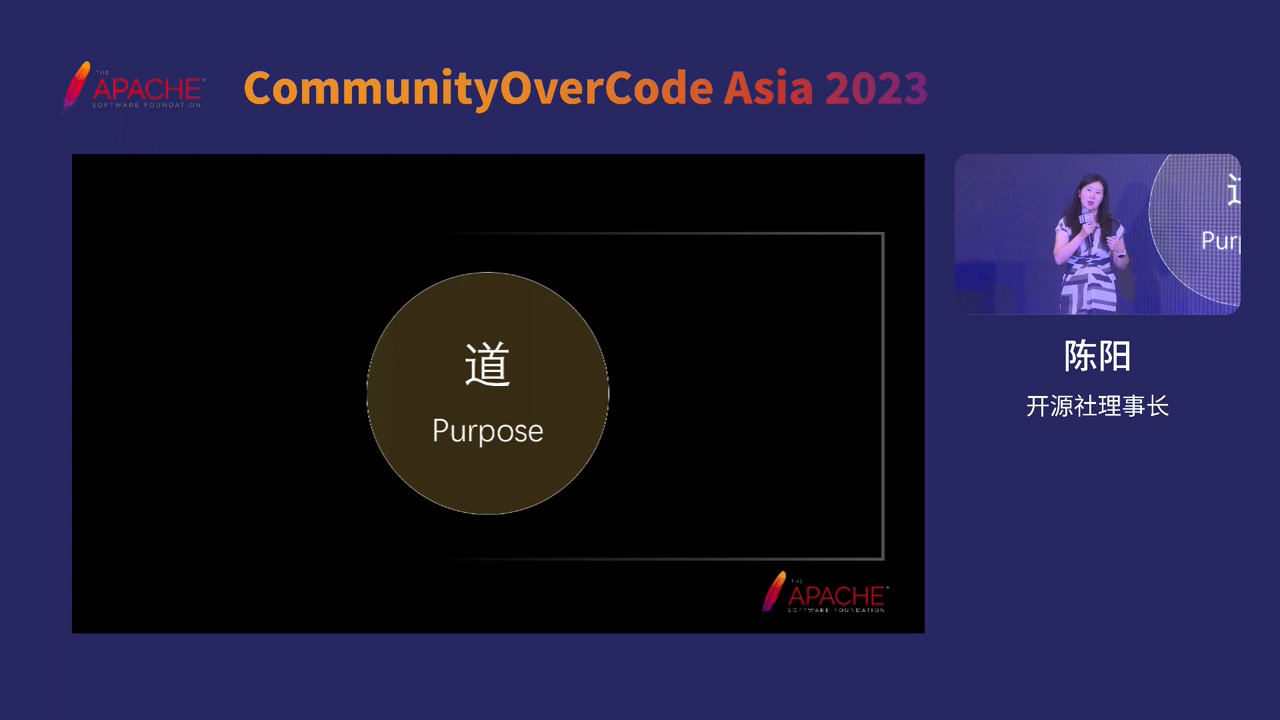 THE
APACHE
SOFTWARE FOUNDATION
CommunityOverCode Asia 2023
道
Purpose
THE
APACHE
SOFTWARE FOUNDATION
Pur
陈阳
开源社理事长